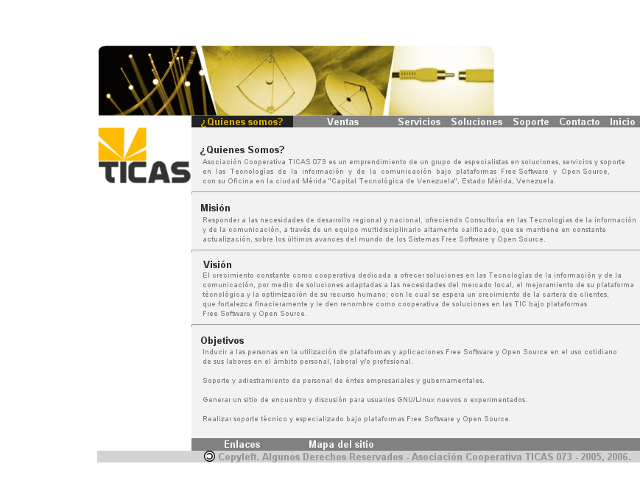 ¿Quienes somos? Ventas Servicios Soluciones Soporte Contacto Inicio
TICAS
¿Quienes Somos?
Asociación Cooperativa TICAS 073 es un emprendimiento de un grupo de especialistas en soluciones, servicios y soporte
en las Tecnologías de la información y de la comunicación bajo plataformas Free Software y Open Source,
con su Oficina en la ciudad Mérida "Capital Tecnológica de Venezuela", Estado Mérida, Venezuela.
Misión
Responder a las necesidades de desarrollo regional y nacional, ofreciendo Consultoría en las Tecnologías de la información
y de la comunicación, a través de un equipo multidisciplinario altamente calificado, que se mantiene en constante
actualización, sobre los últimos avances del mundo de los Sistemas Free Software y Open Source.
Visión
El crecimiento constante como cooperativa dedicada a ofrecer soluciones en las Tecnologías de la información y de la
comunicación, por medio de soluciones adaptadas a las necesidades del mercado local, el mejoramiento de su plataforma
técnológica y la optimización de su recurso humano; con le cual se espera un crecimiento de la cartera de clientes,
que fortalezca finacieramente y le den renombre como cooperativa de soluciones en las TIC bajo plataformas
Free Software y Open Source.
Objetivos
Inducir a las personas en la utilización de plataformas y aplicaciones Free Software y Open Source en el uso cotidiano
de sus labores en el ámbito personal, laboral y/o profesional.
Soporte y adiestramiento de personal de éntes empresariales y gubernamentales.
Generar un sitio de encuentro y discusión para usuarios GNU/Linux nuevos o experimentados.
Realizar soporte técnico y especializado bajo plataformas Free Software y Open Source.
Enlaces Mapa del sitio
Copyleft. Algunos Derechos Reservados - Asociación Cooperativa TICAS 073 - 2005, 2006.